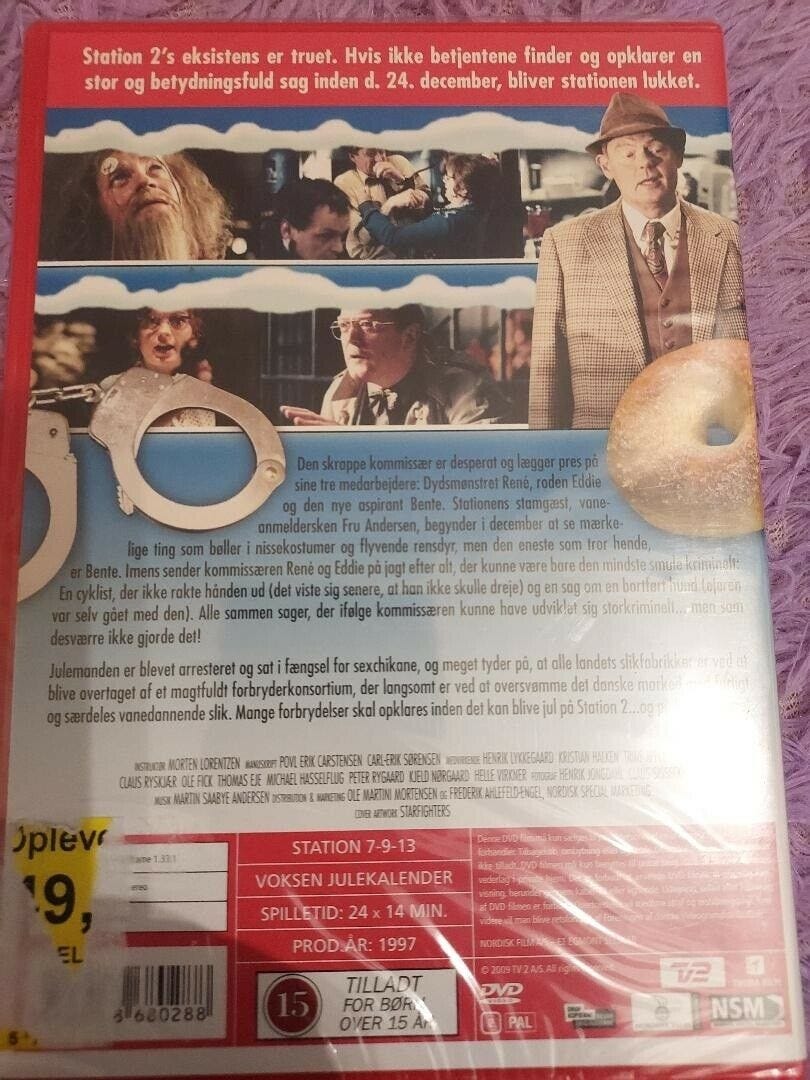 Station 2's eksistens er truet. Hvis ikke betjentene finder og opklarer en
stor og betydningsfuld sag inden d. 24. december, bliver stationen lukket.
Den skrappe kommissær er desperat og lægger pres på
sine tre medarbejdere: Dydsmønstret René, roden Eddie
og den nye aspirant Bente. Stationens stamgæst, vane-
anmeldersken Fru Andersen, begynder i december at se mærke-
lige ting som bøller i nissekostumer og flyvende rensdyr, men den eneste som tror hende,
er Bente. Imens sender kommissæren René og Eddie på jagt efter alt, der kunne være bare den mindste smule kriminelt:
En cyklist, der ikke rakte hånden ud (det viste sig senere, at han ikke skulle dreje) og en sag om en bortført hund (ejeren
var selv gået med den). Alle sammen sager, der ifølge kommissæren kunne have udviklet sig storkriminelt... men som
desværre ikke gjorde det!
Julemanden er blevet arresteret og sat i fængsel for sexchikane, og meget tyder på, at alle landets slikfabrikker er ved at
blive overtaget af et magtfuldt forbryderkonsortium, der langsomt er ved at oversvømme det danske marked med
og særdeles vanedannende slik. Mange forbrydelser skal opklares inden det kan blive jul på Station 2...og
INSTRUKTØR MORTEN LORENTZEN MANUSKRIPT POVL ERIK CARSTENSEN CARL-ERIK SØRENSEN MEDVIRKENDE HENRIK LYKKEGAARD KRISTIAN HALKEN
CLAUS RYSKJÆR OLE FICK THOMAS EJE MICHAEL HASSELFLUG PETER RYGAARD KJELD NØRGAARD HELLE VIRKNER FOTOGRAF HENRIK
MUSIK MARTIN SAABYE ANDERSEN DISTRIBUTION & MARKETING OLE MARTINI MORTENSEN OG FREDERIK AHLEFELDT-ENGEL, NORDISK SPECIAL MARKETING
COVER ARTWORK STARFIGHTERS
Oplev
49,
EL
1.33:1
STATION 7-9-13
VOKSEN JULEKALENDER
SPILLETID: 24 x 14 MIN.
PROD.ÅR: 1997
15
TILLADT
FOR BØRN
OVER 15 ÅR
680288
NORDISK FILM A/S - ET EGMONT SELSKAB
© 2009 TV 2 A/S. All rights reserved.
DVD
VIDEO
PAL
TV2
NSM